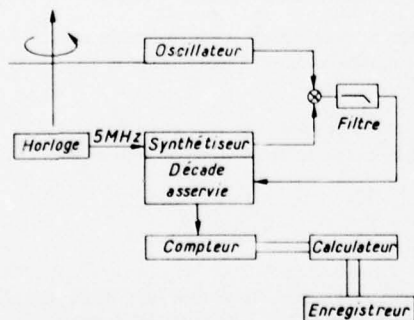 Oscillateur
Filtre
5MHz
Horloge
Synthétiseur
Décade
asservie
Compteur
Calculateur
Enregistreur